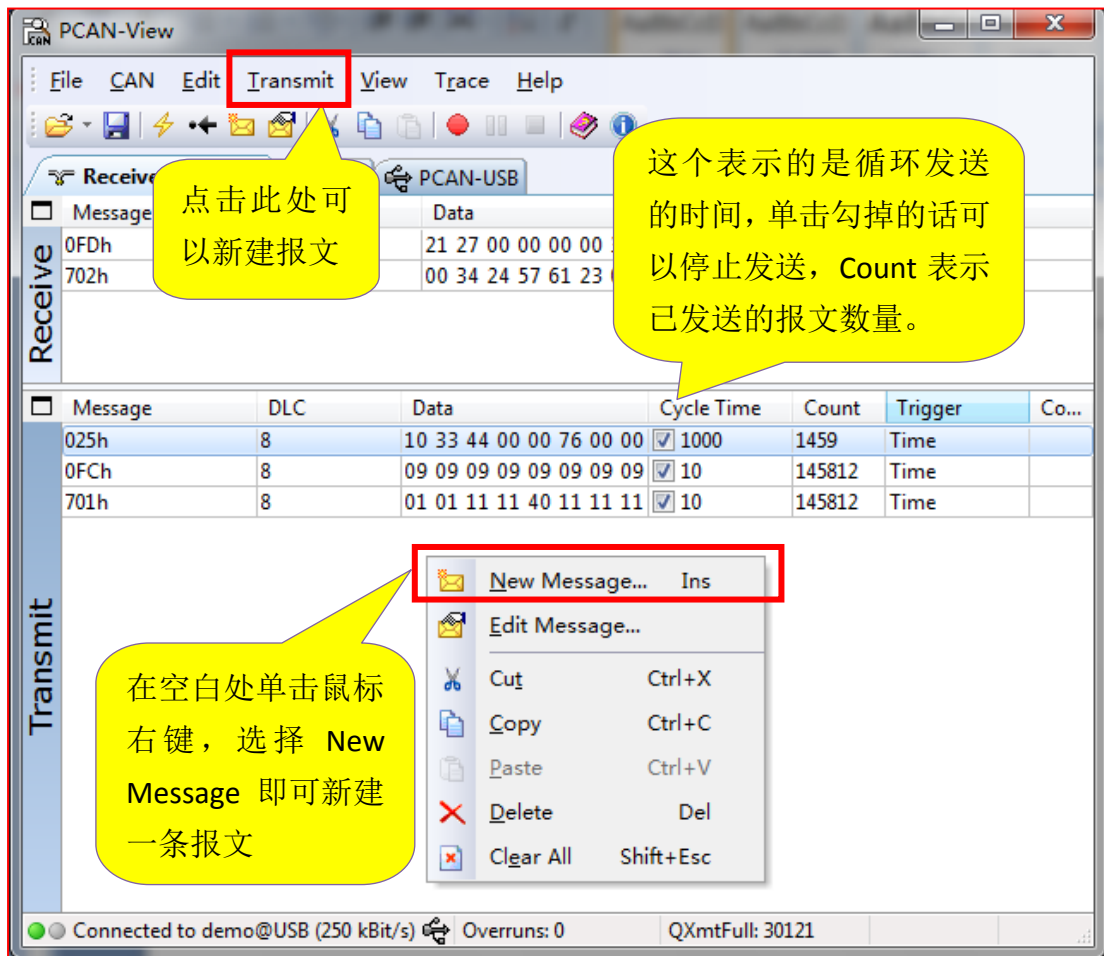 PCAN-View
File CAN Edit Transmit View Trace Help
Receive PCAN-USB
点击此处可
以新建报文
这个表示的是循环发送
的时间，单击勾掉的话可
以停止发送，Count 表示
已发送的报文数量。
Message Data
0FDh 21 27 00 00 00 00
702h 00 34 24 57 61 23
Receive
Message DLC Data Cycle Time Count Trigger Co...
025h 8 10 33 44 00 00 76 00 00 1000 1459 Time
0FCh 8 09 09 09 09 09 09 09 09 10 145812 Time
701h 8 01 01 11 11 40 11 11 11 10 145812 Time
Transmit
New Message... Ins
Edit Message...
Cut Ctrl+X
Copy Ctrl+C
Paste Ctrl+V
Delete Del
Clear All Shift+Esc
在空白处单击鼠标
右键，选择 New
Message 即可新建
一条报文
Connected to demo@USB (250 kBit/s) Overruns: 0 QXmtFull: 30121